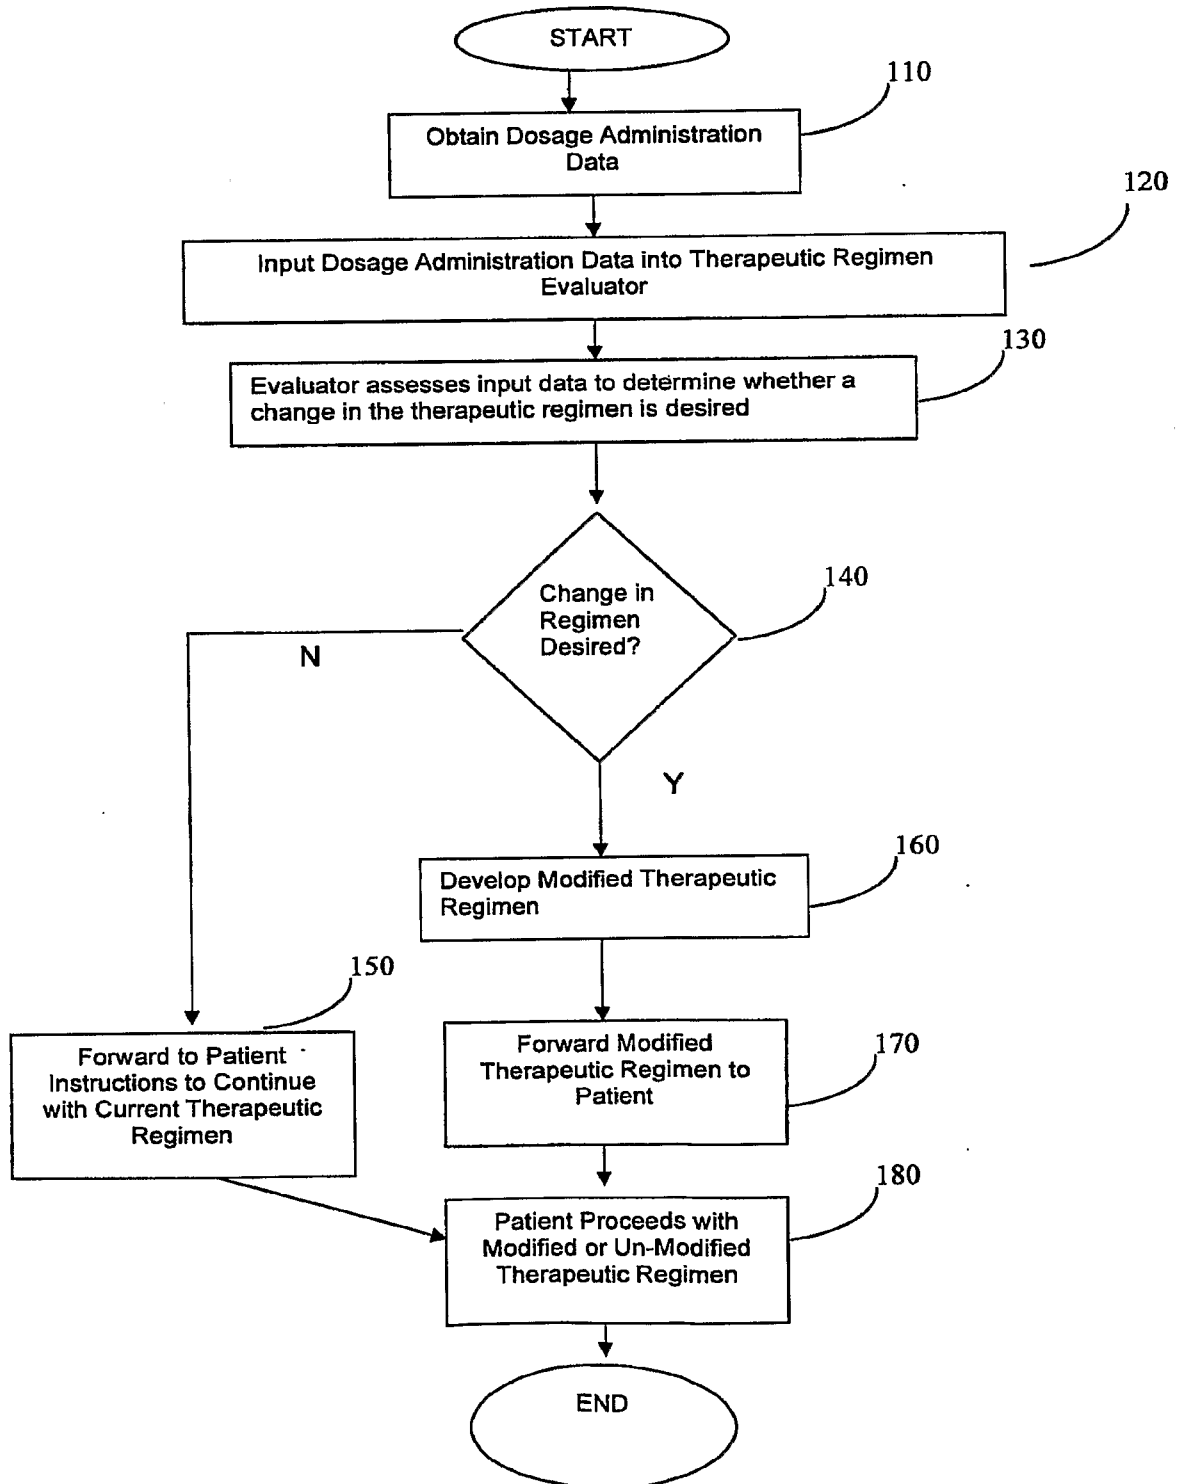 START
110
Obtain Dosage Administration
Data
120
Input Dosage Administration Data into Therapeutic Regimen
Evaluator
130
Evaluator assesses input data to determine whether a
change in the therapeutic regimen is desired
140
Change in
Regimen
Desired?
N
Y
160
Develop Modified Therapeutic
Regimen
150
Forward to Patient
Instructions to Continue
with Current Therapeutic
Regimen
170
Forward Modified
Therapeutic Regimen to
Patient
180
Patient Proceeds with
Modified or Un-Modified
Therapeutic Regimen
END